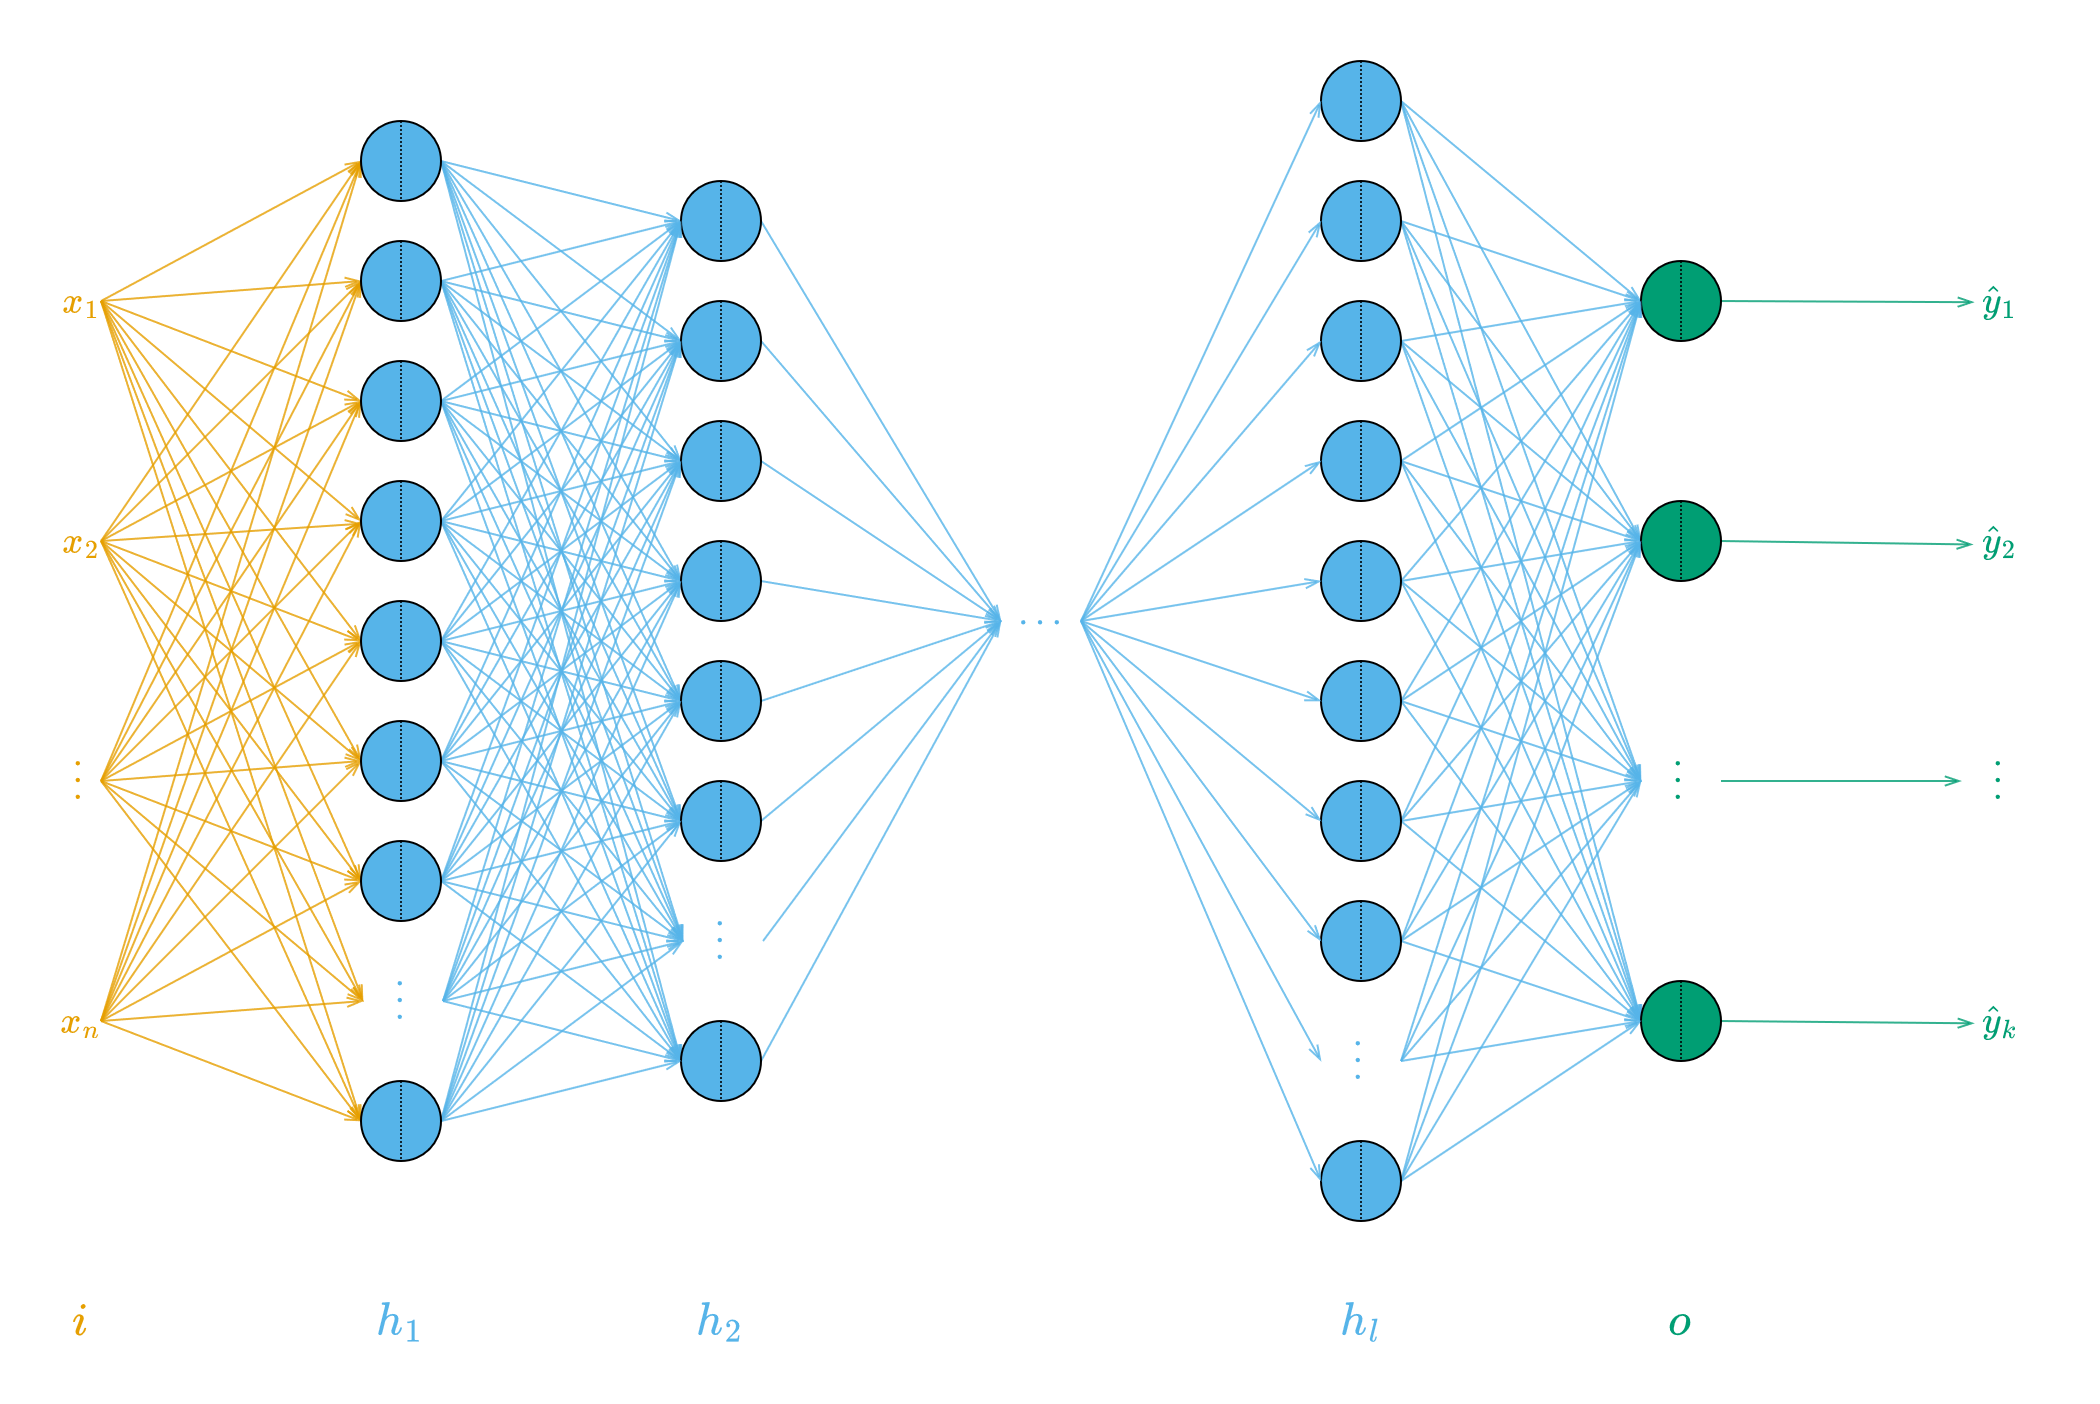 x₁
x₂
⋮
xₙ
⋮
⋮
⋯
⋮
⋮
ŷ₁
ŷ₂
⋮
ŷₖ
i h₁ h₂ hₗ o